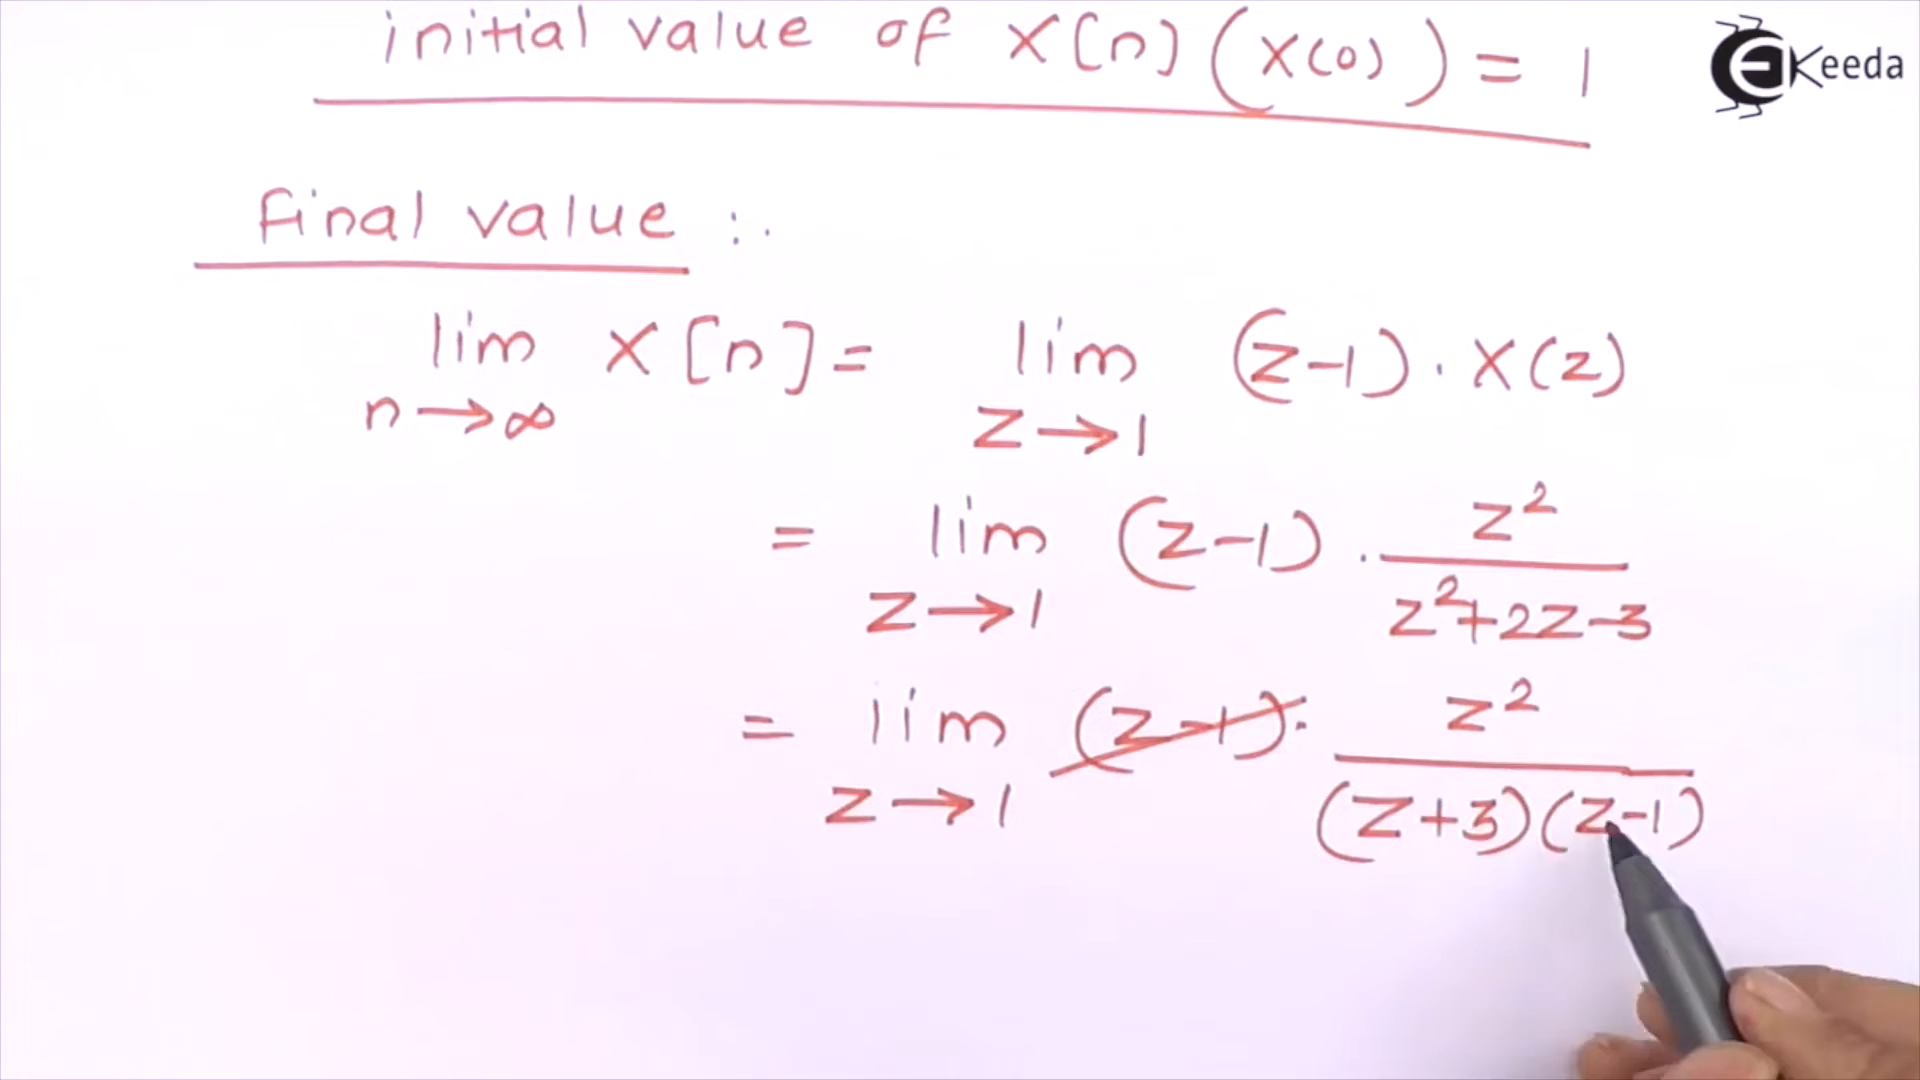 initial value of x[n] (x(0)) = 1
EKeeda
Final value :.
lim x[n] = lim (z-1) . X(z)
n→∞ z→1
= lim (z-1) . z²/(z²+2z-3)
z→1
= lim (z-1) . z²/((z+3)(z-1))
z→1